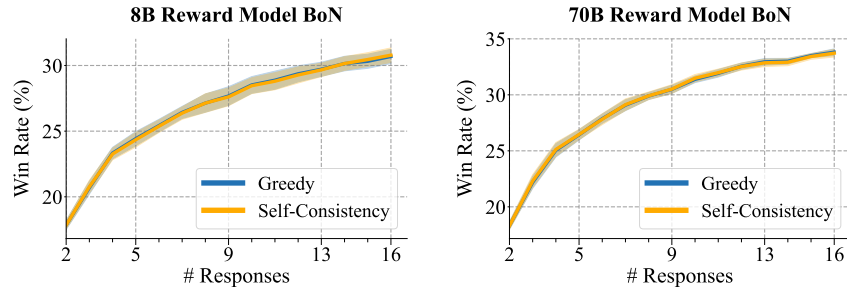 8B Reward Model BoN
Win Rate (%)
30
25
20
Greedy
Self-Consistency
2
5
9
13
16
# Responses
70B Reward Model BoN
Win Rate (%)
35
30
25
20
Greedy
Self-Consistency
2
5
9
13
16
# Responses